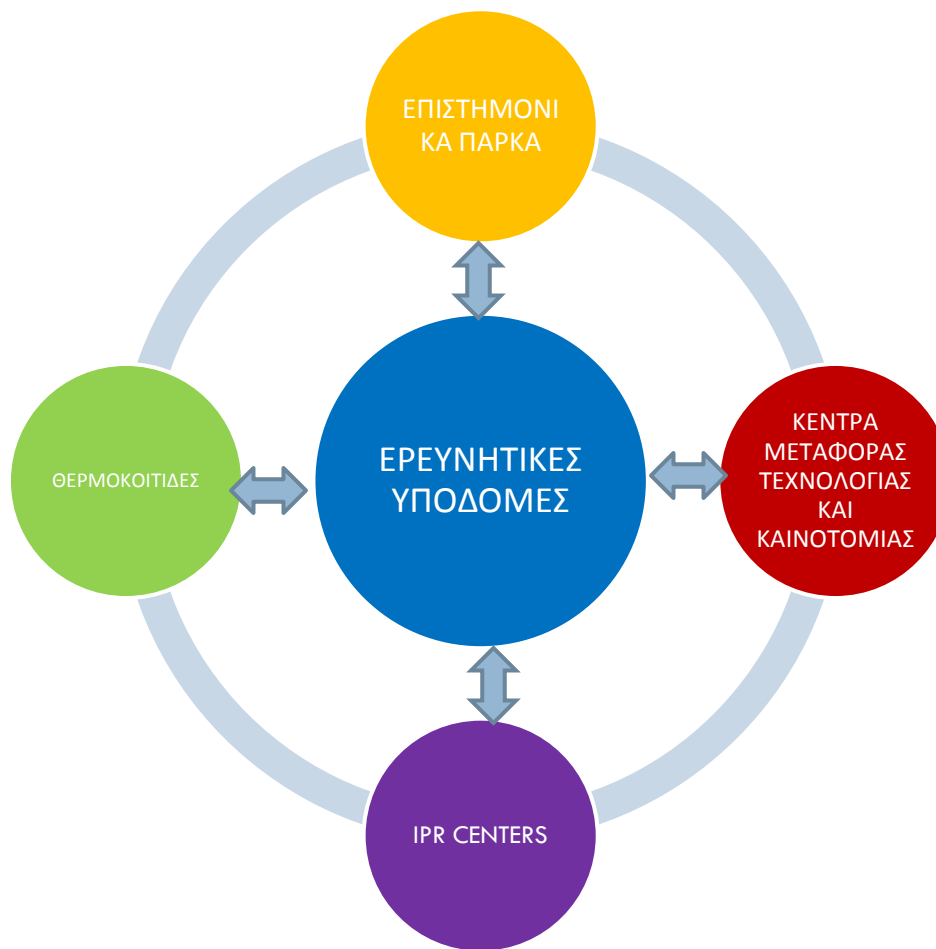 ΕΠΙΣΤΗΜΟΝΙ
ΚΑ ΠΑΡΚΑ
ΘΕΡΜΟΚΟΙΤΙΔΕΣ
ΕΡΕΥΝΗΤΙΚΕΣ
ΥΠΟΔΟΜΕΣ
ΚΕΝΤΡΑ
ΜΕΤΑΦΟΡΑΣ
ΤΕΧΝΟΛΟΓΙΑΣ
ΚΑΙ
ΚΑΙΝΟΤΟΜΙΑΣ
IPR CENTERS